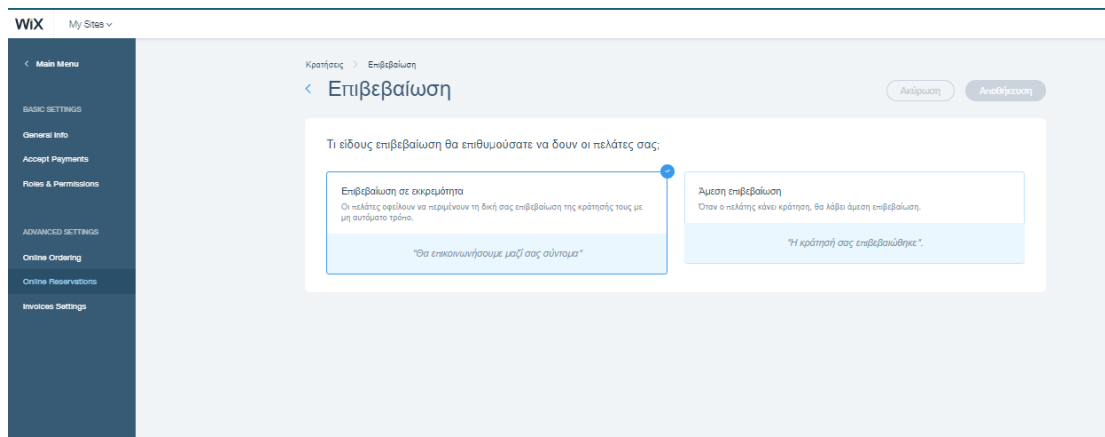 WiX My Sites
Main Menu
Κρατήσεις > Επιβεβαίωση
Επιβεβαίωση
Ακύρωση Αποθήκευση
BASIC SETTINGS
General Info
Accept Payments
Roles & Permissions
ADVANCED SETTINGS
Online Ordering
Online Reservations
Invoices Settings
Τι είδους επιβεβαίωση θα επιθυμούσατε να δουν οι πελάτες σας;
Επιβεβαίωση σε εκκρεμότητα
Οι πελάτες οφείλουν να περιμένουν τη δική σας επιβεβαίωση της κράτησής τους με
μη αυτόματο τρόπο.
"Θα επικοινωνήσουμε μαζί σας σύντομα"
Άμεση επιβεβαίωση
Όταν ο πελάτης κάνει κράτηση, θα λάβει άμεση επιβεβαίωση.
"Η κράτησή σας επιβεβαιώθηκε".